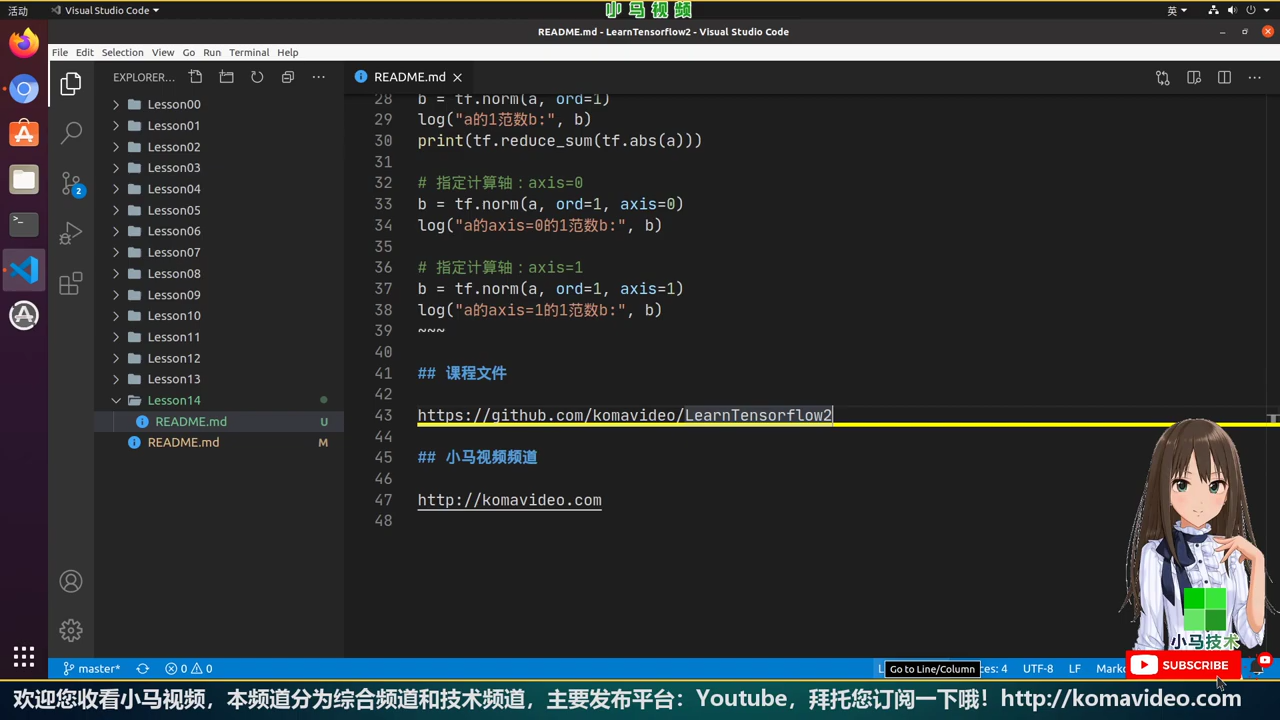 活动
Visual Studio Code
小马视频
英
README.md - LearnTensorflow2 - Visual Studio Code
File Edit Selection View Go Run Terminal Help
EXPLORER...
README.md
Lesson00
Lesson01
Lesson02
Lesson03
Lesson04
Lesson05
Lesson06
Lesson07
Lesson08
Lesson09
Lesson10
Lesson11
Lesson12
Lesson13
Lesson14
README.md U
README.md M
2
28 b = tf.norm(a, ord=1)
29 log("a的1范数b:", b)
30 print(tf.reduce_sum(tf.abs(a)))
31
32 # 指定计算轴：axis=0
33 b = tf.norm(a, ord=1, axis=0)
34 log("a的axis=0的1范数b:", b)
35
36 # 指定计算轴：axis=1
37 b = tf.norm(a, ord=1, axis=1)
38 log("a的axis=1的1范数b:", b)
39 ~~~
40
41 ## 课程文件
42
43 https://github.com/komavideo/LearnTensorflow2
44
45 ## 小马视频频道
46
47 http://komavideo.com
48
小马技术
SUBSCRIBE
master* 0 0
Go to Line/Column
ces: 4 UTF-8 LF
欢迎您收看小马视频，本频道分为综合频道和技术频道，主要发布平台：Youtube，拜托您订阅一下哦！http://komavideo.com